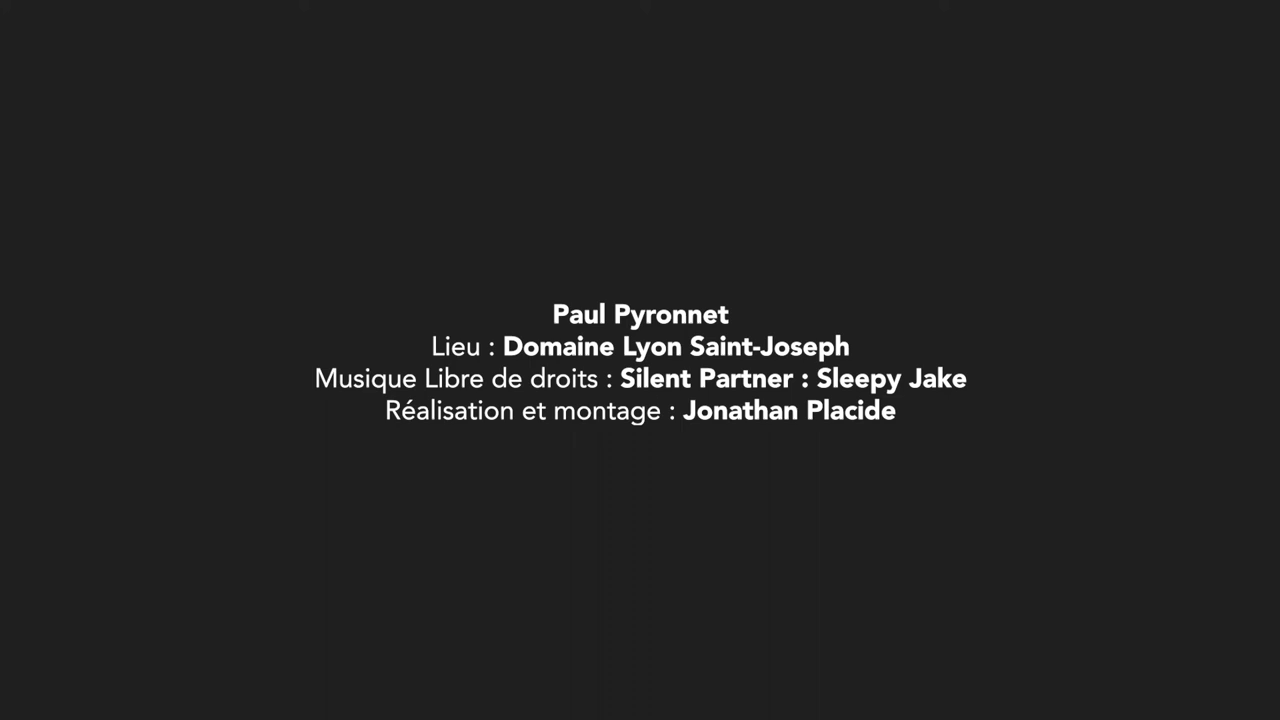 Paul Pyronnet
Lieu : Domaine Lyon Saint-Joseph
Musique Libre de droits : Silent Partner : Sleepy Jake
Réalisation et montage : Jonathan Placide